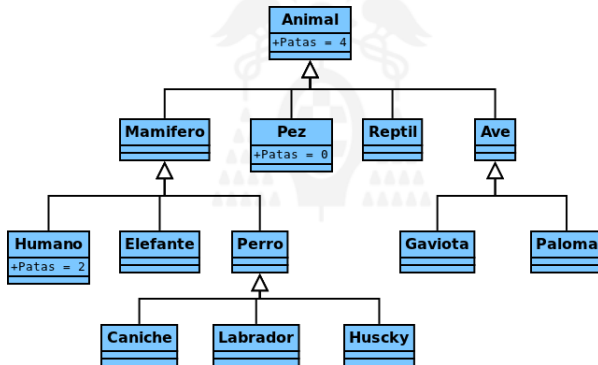 Animal
+Patas = 4
Mamifero
Pez
Reptil
Ave
+Patas = 0
Humano
Elefante
Perro
Gaviota
Paloma
+Patas = 2
Caniche
Labrador
Huscky